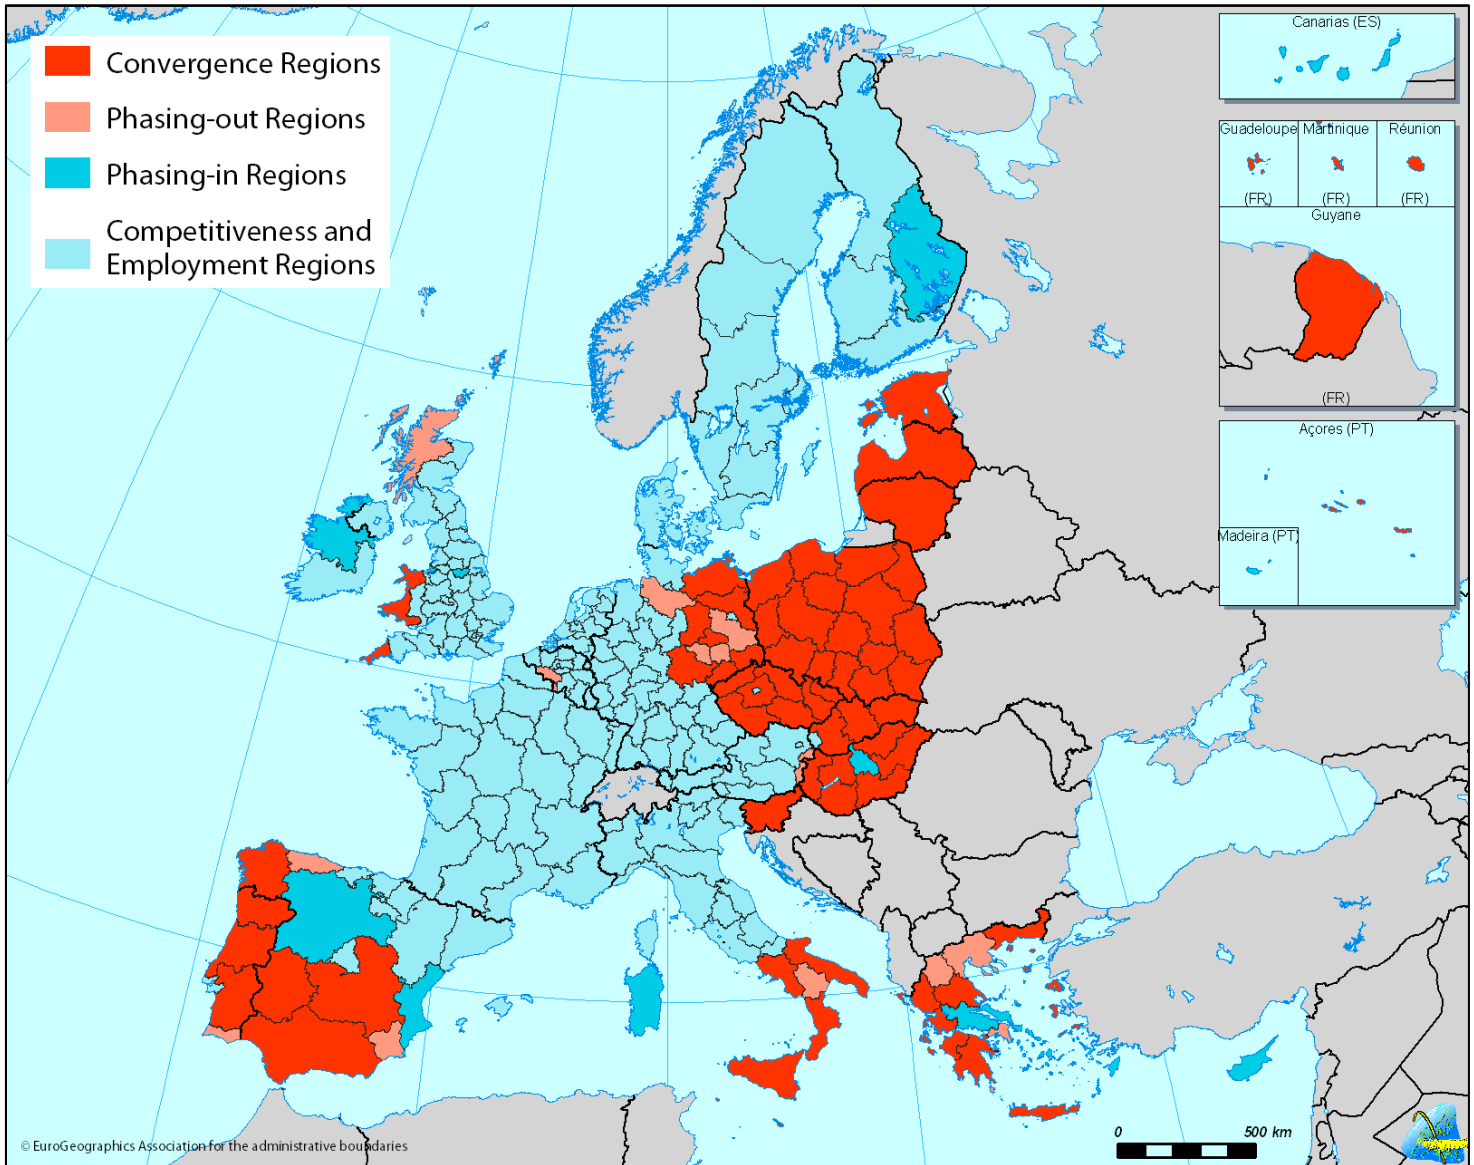 Convergence Regions
Phasing-out Regions
Phasing-in Regions
Competitiveness and
Employment Regions
Canarias (ES)
Guadeloupe
Martinique
Réunion
(FR)
(FR)
(FR)
Guyane
(FR)
Açores (PT)
Madeira (PT)
0
500 km
© EuroGeographics Association for the administrative boundaries